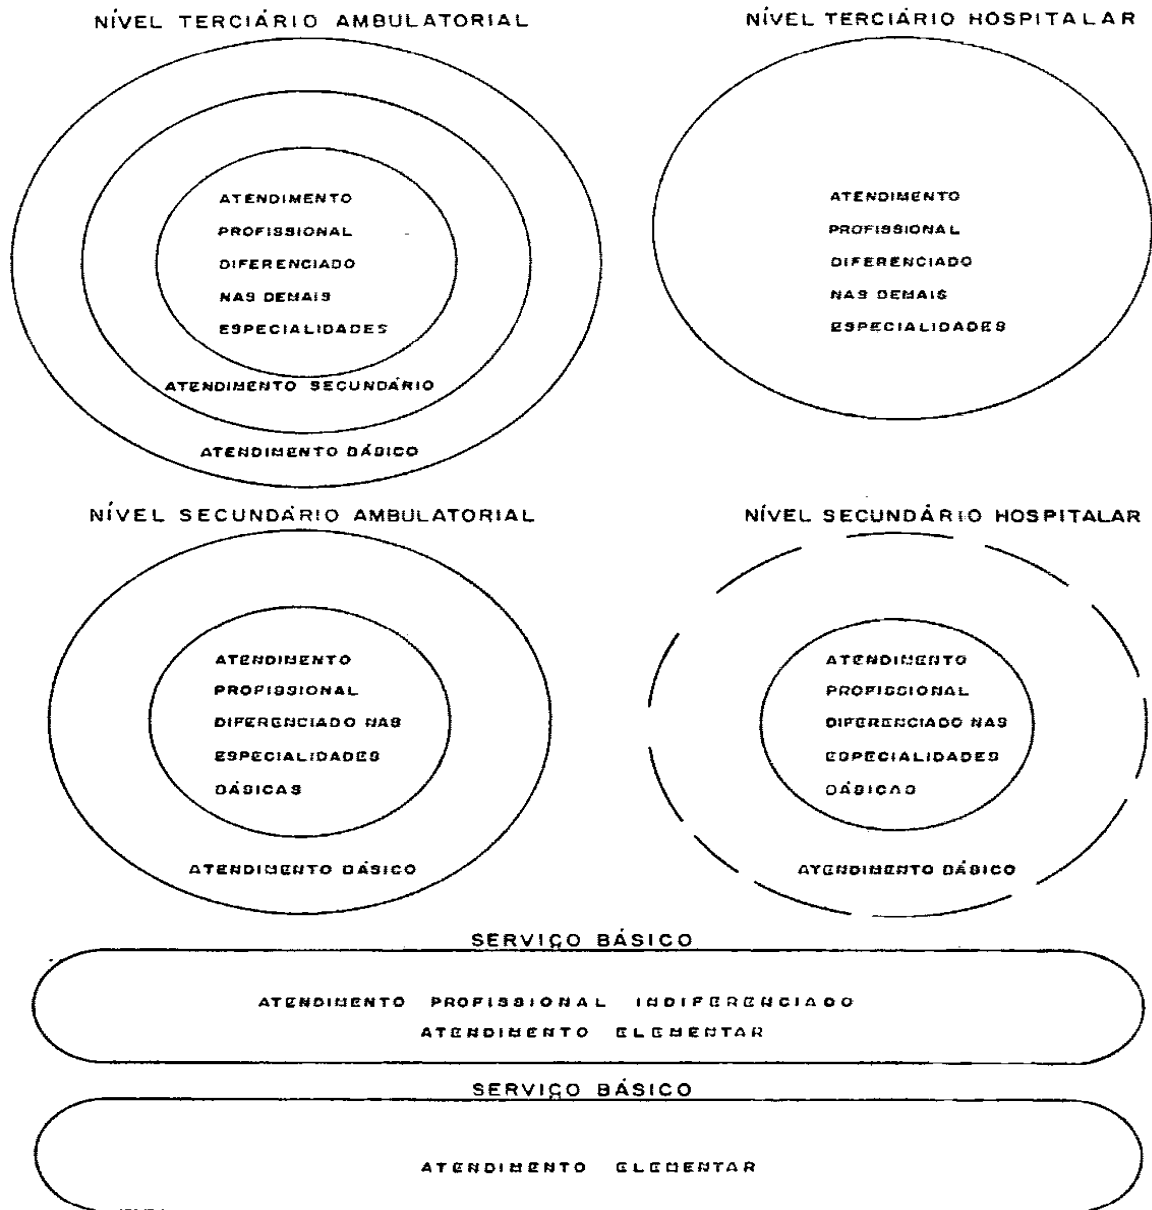 NÍVEL TERCIÁRIO AMBULATORIAL
ATENDIMENTO
PROFISSIONAL
DIFERENCIADO
NAS DEMAIS
ESPECIALIDADES
ATENDIMENTO SECUNDÁRIO
ATENDIMENTO BÁSICO
NÍVEL TERCIÁRIO HOSPITALAR
ATENDIMENTO
PROFISSIONAL
DIFERENCIADO
NAS DEMAIS
ESPECIALIDADES
NÍVEL SECUNDÁRIO AMBULATORIAL
ATENDIMENTO
PROFISSIONAL
DIFERENCIADO NAS
ESPECIALIDADES
BÁSICAS
ATENDIMENTO BÁSICO
NÍVEL SECUNDÁRIO HOSPITALAR
ATENDIMENTO
PROFISSIONAL
DIFERENCIADO NAS
ESPECIALIDADES
BÁSICAS
ATENDIMENTO BÁSICO
SERVIÇO BÁSICO
ATENDIMENTO PROFISSIONAL INDIFERENCIADO
ATENDIMENTO ELEMENTAR
SERVIÇO BÁSICO
ATENDIMENTO ELEMENTAR